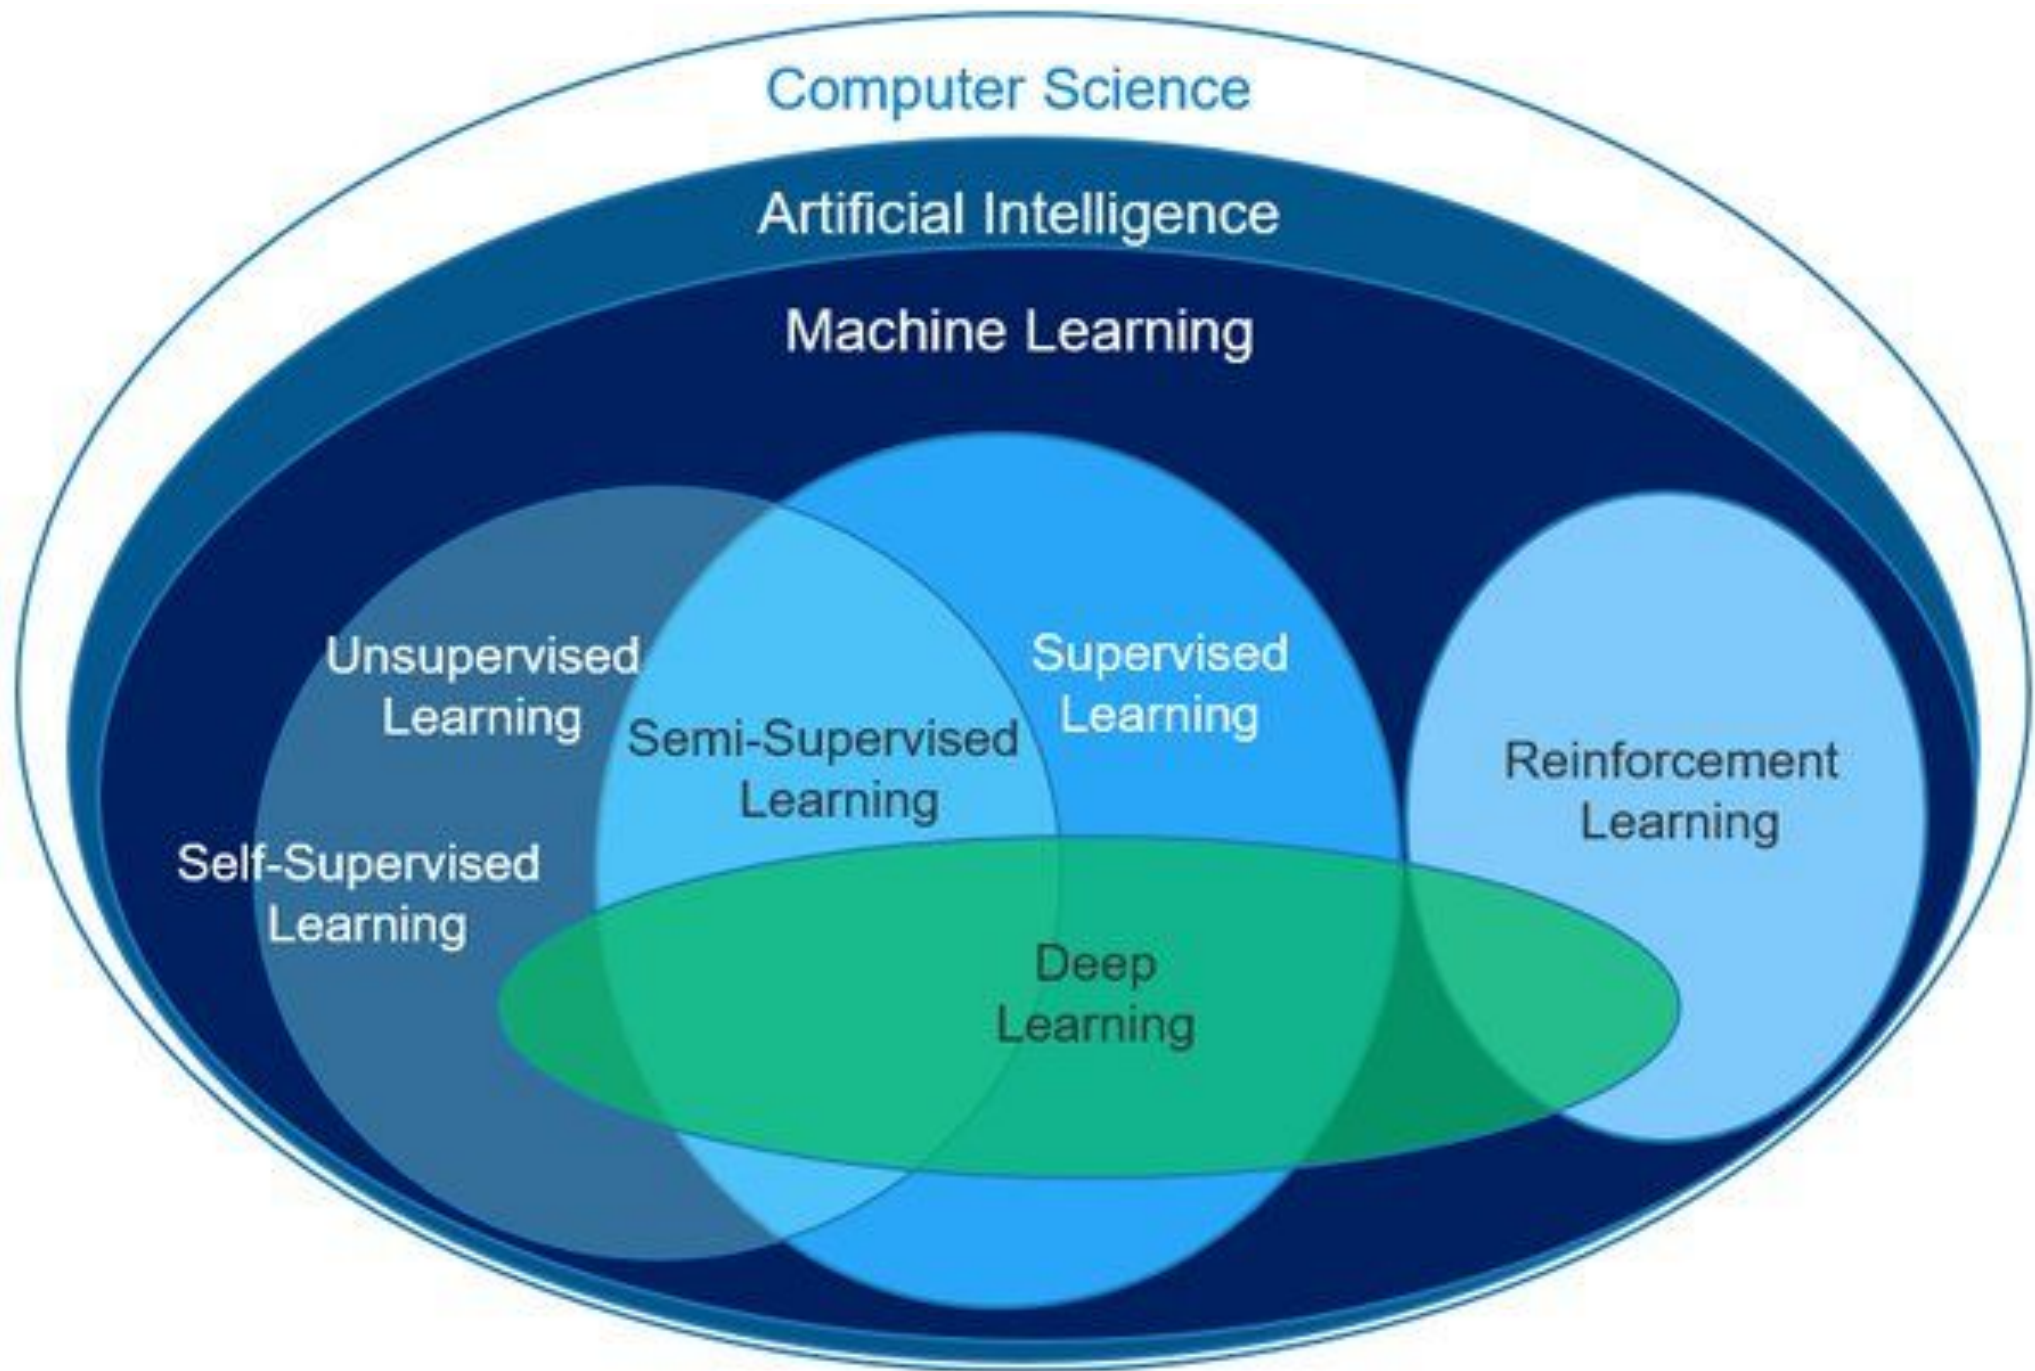 Computer Science
Artificial Intelligence
Machine Learning
Unsupervised
Learning
Supervised
Learning
Semi-Supervised
Learning
Reinforcement
Learning
Self-Supervised
Learning
Deep
Learning